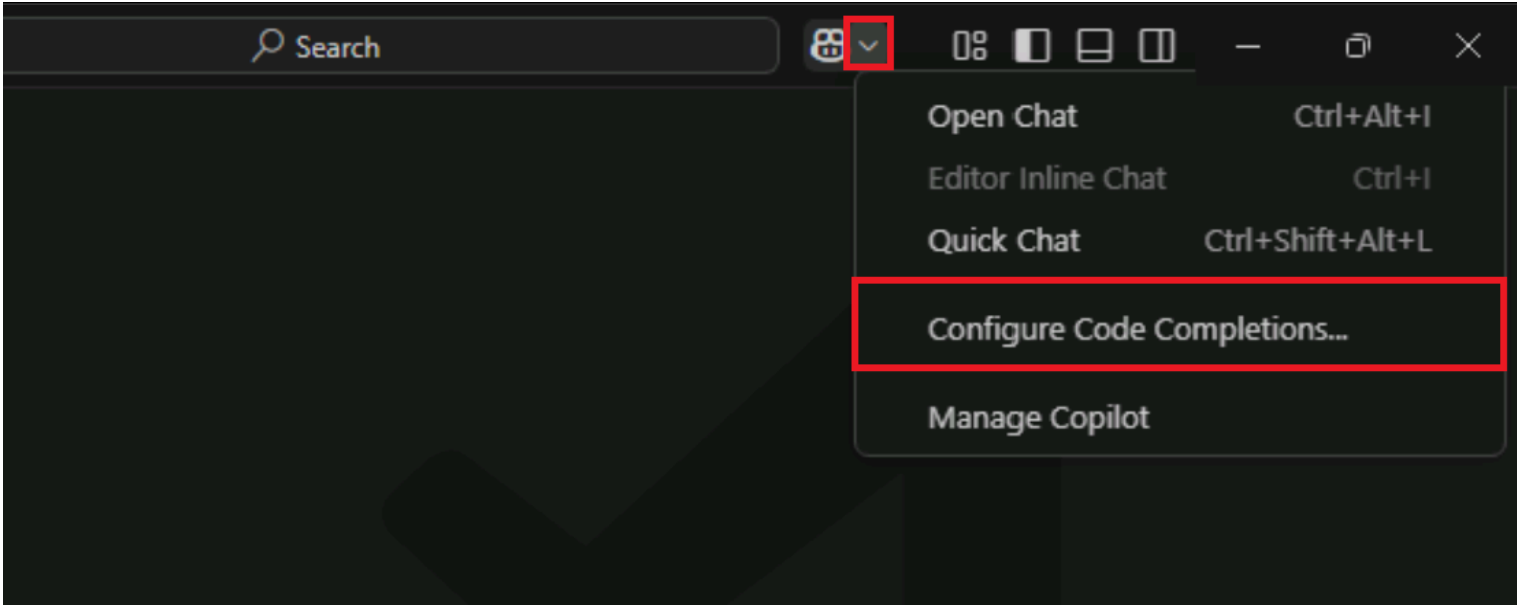 Search
Open Chat Ctrl+Alt+I
Editor Inline Chat Ctrl+I
Quick Chat Ctrl+Shift+Alt+L
Configure Code Completions...
Manage Copilot